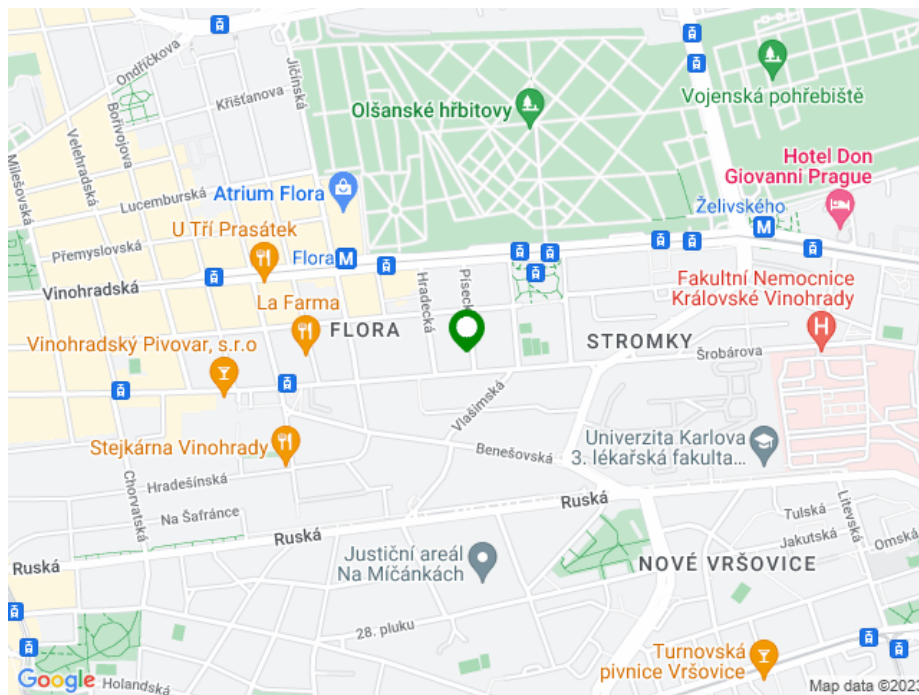 Ondříčkova
Jičínská
Křišťanova
Bořivojova
Velehradská
Milešovská
Olšanské hřbitovy
Vojenská pohřebiště
Hotel Don
Giovanni Prague
Želivského
M
Lucemburská
Atrium Flora
U Tří Prasátek
Přemyslovská
Flora
M
Vinohradská
Hradecká
Píseck
Fakultní Nemocnice
Královské Vinohrady
H
La Farma
FLORA
STROMKY
Šrobárova
Vinohradský Pivovar, s.r.o
Vlašimská
Stejkárna Vinohrady
Benešovská
Univerzita Karlova
3. lékařská fakulta...
Hradešínská
Chorvatská
Na Šafránce
Ruská
Ruská
Ruská
Litevská
Tulská
Jakutská
Omská
Justiční areál
Na Míčánkách
NOVÉ VRŠOVICE
28. pluku
Turnovská
pivnice Vršovice
Holandská
Google
Map data ©2023